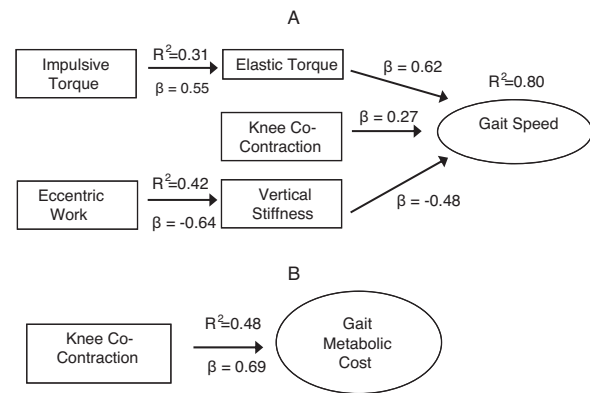 A
Impulsive
Torque
R²=0.31
β = 0.55
Elastic Torque
β = 0.62
R²=0.80
Gait Speed
Knee Co-
Contraction
β = 0.27
Eccentric
Work
R²=0.42
β = -0.64
Vertical
Stiffness
β = -0.48
B
Knee Co-
Contraction
R²=0.48
β = 0.69
Gait
Metabolic
Cost